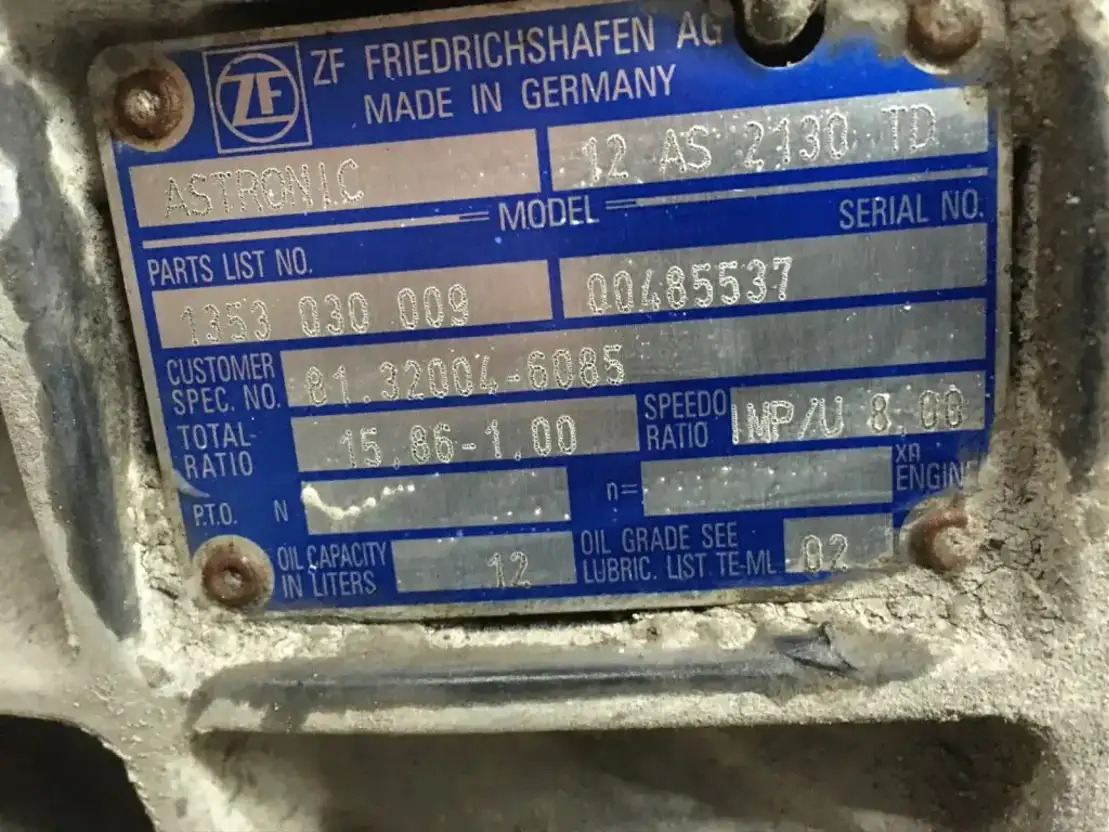 ZF
ZF FRIEDRICHSHAFEN AG
MADE IN GERMANY
ASTRONIC 12 AS 2130 TD
MODEL
PARTS LIST NO. SERIAL NO.
1353 030 009 00485537
CUSTOMER SPEC. NO. 81.32004-6085
TOTAL-RATIO 15,86-1,00 SPEEDO RATIO IMP/U 8,00
P.T.O. N n= ENGINE
OIL CAPACITY IN LITERS 12 OIL GRADE SEE LUBRIC. LIST TE-ML 02